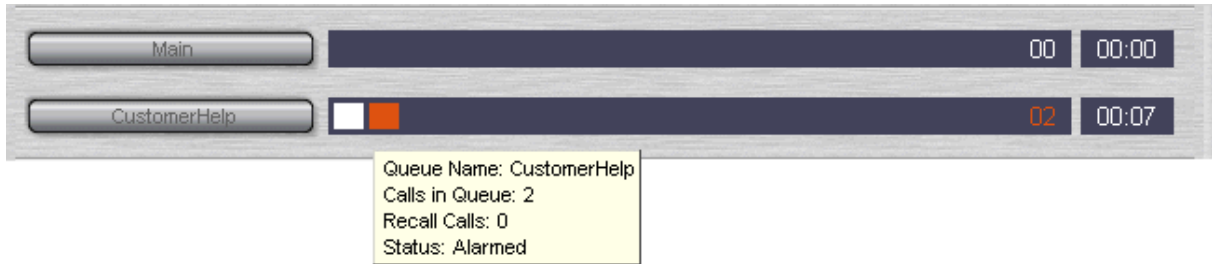 Main 00 00:00
CustomerHelp 02 00:07
Queue Name: CustomerHelp
Calls in Queue: 2
Recall Calls: 0
Status: Alarmed